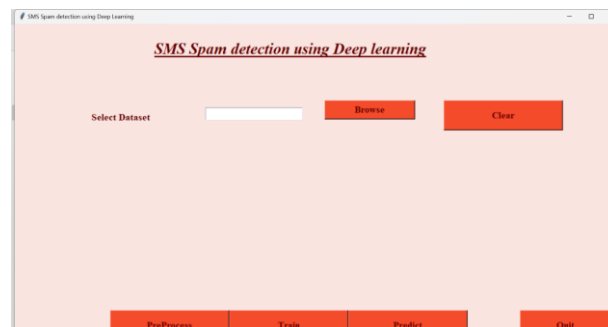 SMS Spam detection using Deep Learning
SMS Spam detection using Deep learning
Select Dataset
Browse
Clear
PreProcess
Train
Predict
Quit